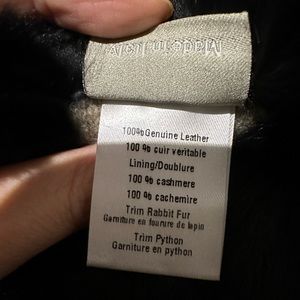 Made in Italy
100%Genuine Leather
100 % cuir veritable
Lining/Doublure
100 % cashmere
100 % cachemire
Trim Rabbit Fur
Garniture en fourure de lapin
Trim Python
Garniture en python